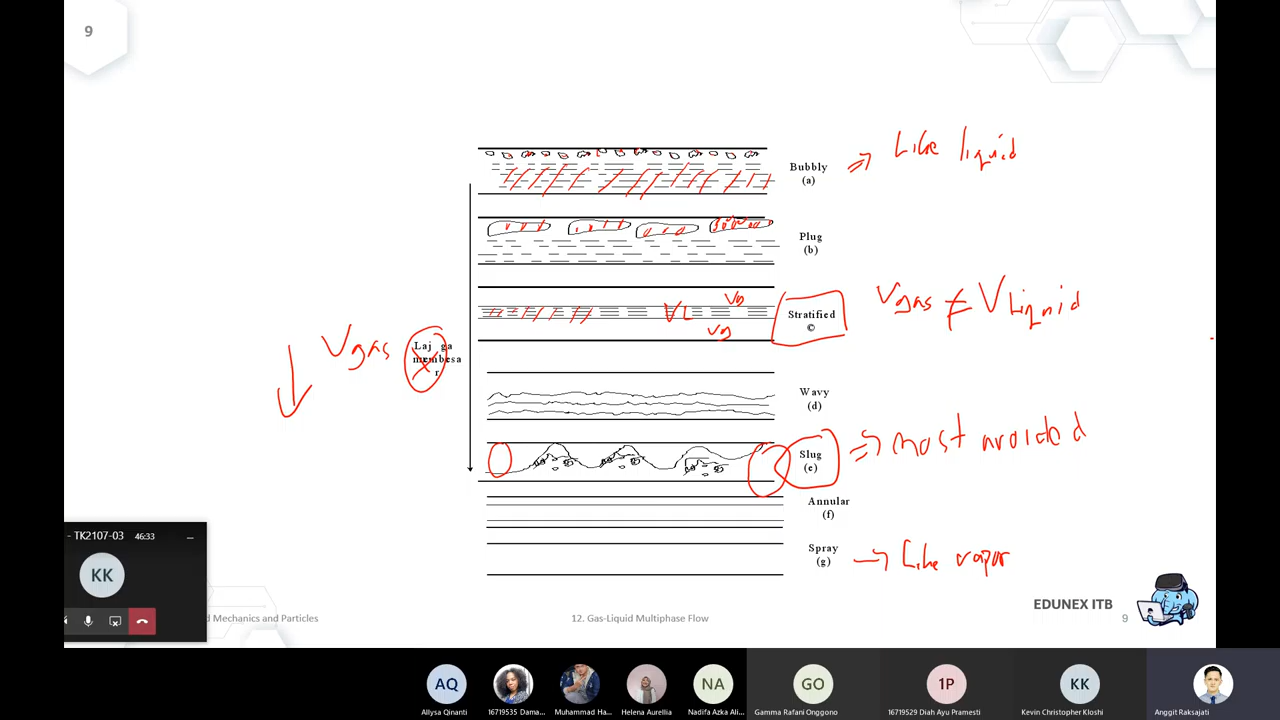 9
Bubbly
(a)
=> Like liquid
Plug
(b)
Vg
VL
Vg
Stratified
©
Vgas ≠ VLiquid
Vgas
Laj ga
membesa
r
Wavy
(d)
Slug
(e)
=> most avoided
Annular
(f)
Spray
(g)
-> Like vapor
- TK2107-03 46:33
KK
EDUNEX ITB
d Mechanics and Particles
12. Gas-Liquid Multiphase Flow
9
AQ
NA
GO
1P
KK
Allysa Qinanti
16719535 Dama...
Muhammad Ha...
Helena Aurellia
Nadifa Azka Ali...
Gamma Rafani Onggono
16719529 Diah Ayu Pramesti
Kevin Christopher Kloshi
Anggit Raksajati